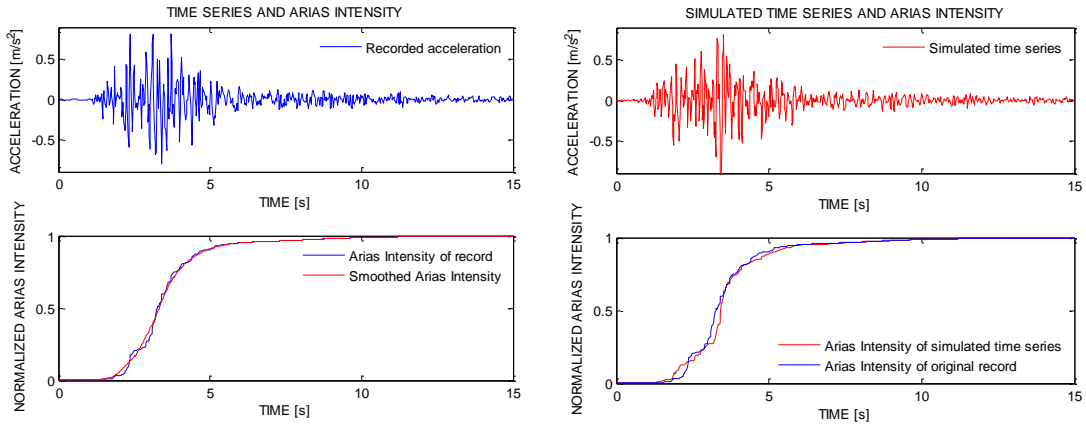 TIME SERIES AND ARIAS INTENSITY
ACCELERATION [m/s²]
0.5
0
-0.5
Recorded acceleration
0 5 10 15
TIME [s]
NORMALIZED ARIAS INTENSITY
1
0.5
0
Arias Intensity of record
Smoothed Arias Intensity
0 5 10 15
TIME [s]
SIMULATED TIME SERIES AND ARIAS INTENSITY
ACCELERATION [m/s²]
0.5
0
-0.5
Simulated time series
0 5 10 15
TIME [s]
NORMALIZED ARIAS INTENSITY
1
0.5
0
Arias Intensity of simulated time series
Arias Intensity of original record
0 5 10 15
TIME [s]